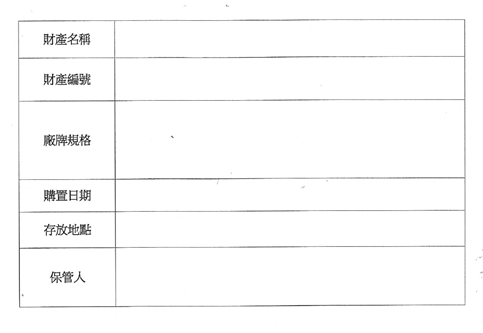 財產名稱
財產編號
廠牌規格
購置日期
存放地點
保管人